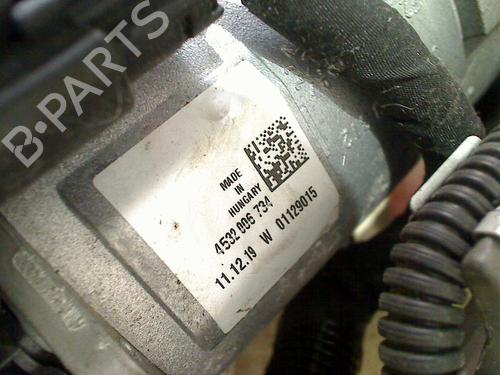 B-PARTS
MADE
IN
HUNGARY
4532 006 734
11.12.19 W 01129015